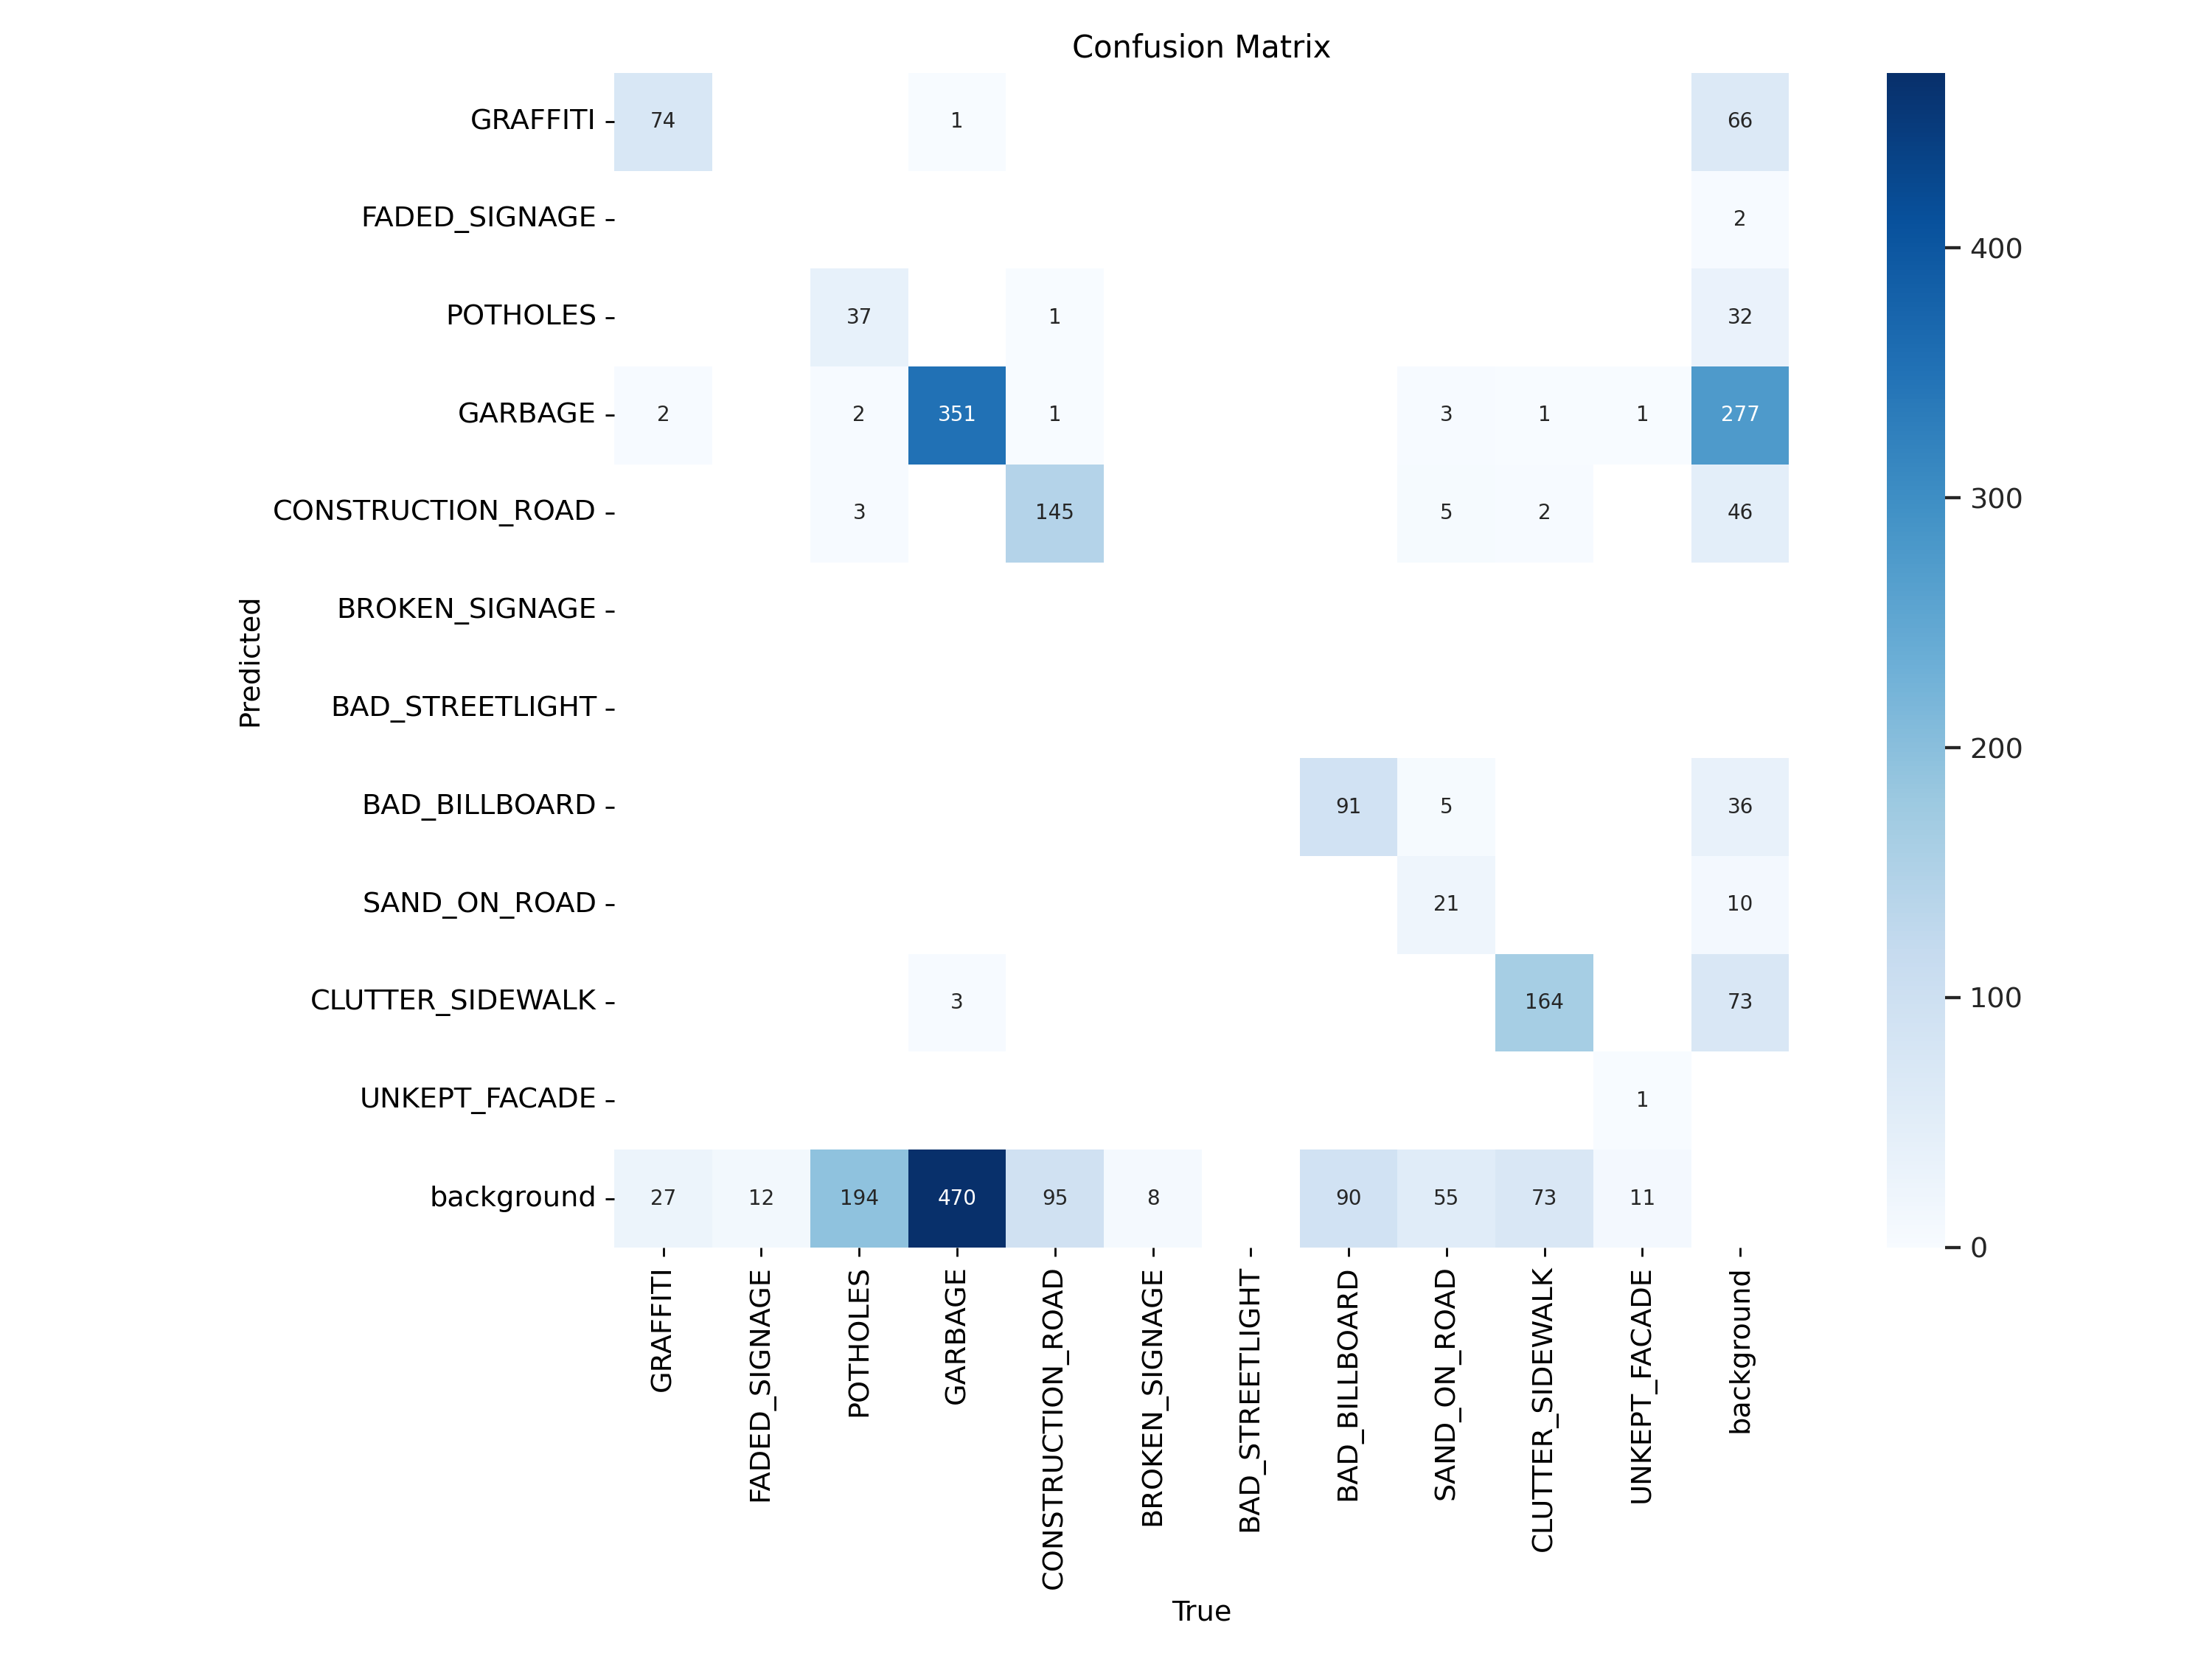 Confusion Matrix
GRAFFITI 74 1 66
FADED_SIGNAGE 2
POTHOLES 37 1 32
GARBAGE 2 2 351 1 3 1 1 277
CONSTRUCTION_ROAD 3 145 5 2 46
BROKEN_SIGNAGE
BAD_STREETLIGHT
BAD_BILLBOARD 91 5 36
SAND_ON_ROAD 21 10
CLUTTER_SIDEWALK 3 164 73
UNKEPT_FACADE 1
background 27 12 194 470 95 8 90 55 73 11
Predicted
GRAFFITI
FADED_SIGNAGE
POTHOLES
GARBAGE
CONSTRUCTION_ROAD
BROKEN_SIGNAGE
BAD_STREETLIGHT
BAD_BILLBOARD
SAND_ON_ROAD
CLUTTER_SIDEWALK
UNKEPT_FACADE
background
True
400
300
200
100
0